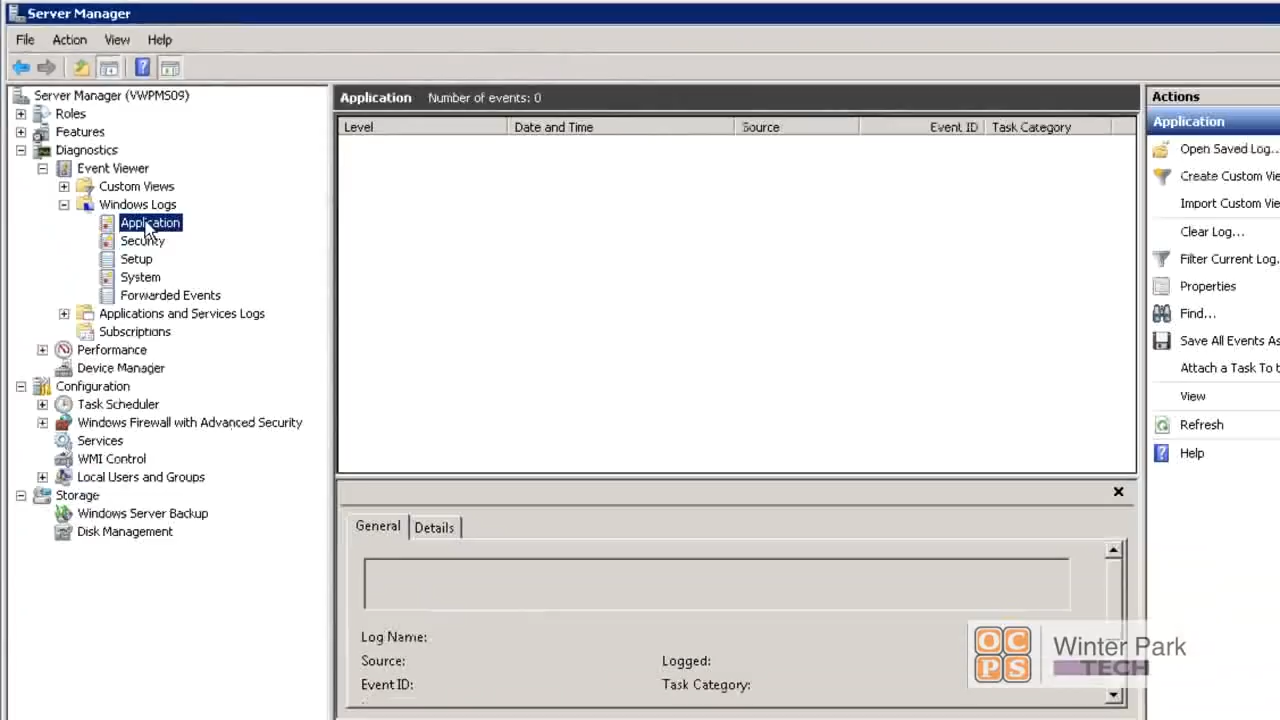 Server Manager
File Action View Help
Server Manager (VWPMS09)
Roles
Features
Diagnostics
Event Viewer
Custom Views
Windows Logs
Application
Security
Setup
System
Forwarded Events
Applications and Services Logs
Subscriptions
Performance
Device Manager
Configuration
Task Scheduler
Windows Firewall with Advanced Security
Services
WMI Control
Local Users and Groups
Storage
Windows Server Backup
Disk Management
Application Number of events: 0
Level Date and Time Source Event ID Task Category
General Details
Log Name:
Source: Logged:
Event ID: Task Category:
Actions
Application
Open Saved Log...
Create Custom Vie
Import Custom Vie
Clear Log...
Filter Current Log.
Properties
Find...
Save All Events As
Attach a Task To t
View
Refresh
Help
OCPS
Winter Park
TECH